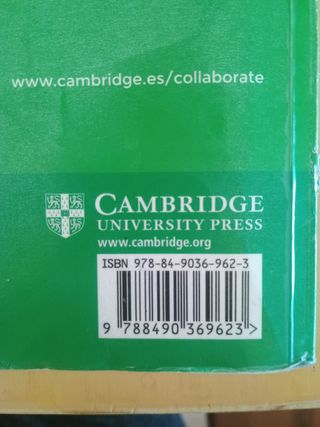 www.cambridge.es/collaborate
CAMBRIDGE
UNIVERSITY PRESS
www.cambridge.org
ISBN 978-84-9036-962-3
9 788490 369623>